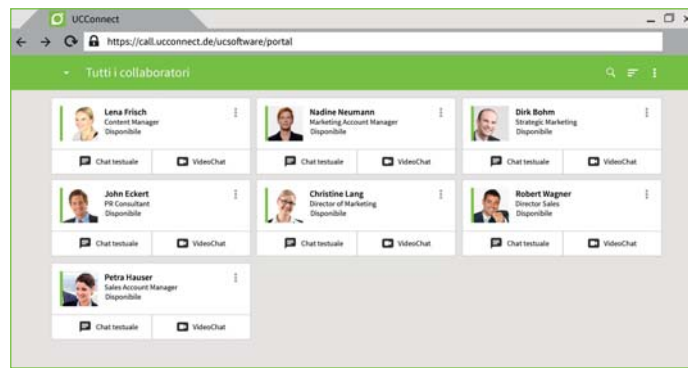 UCConnect
https://call.ucconnect.de/ucsoftware/portal
Tutti i collaboratori
Lena Frisch
Content Manager
Disponibile
Chat testuale VideoChat
Nadine Neumann
Marketing Account Manager
Disponibile
Chat testuale VideoChat
Dirk Bohm
Strategic Marketing
Disponibile
Chat testuale VideoChat
John Eckert
PR Consultant
Disponibile
Chat testuale VideoChat
Christine Lang
Director of Marketing
Disponibile
Chat testuale VideoChat
Robert Wagner
Director Sales
Disponibile
Chat testuale VideoChat
Petra Hauser
Sales Account Manager
Disponibile
Chat testuale VideoChat